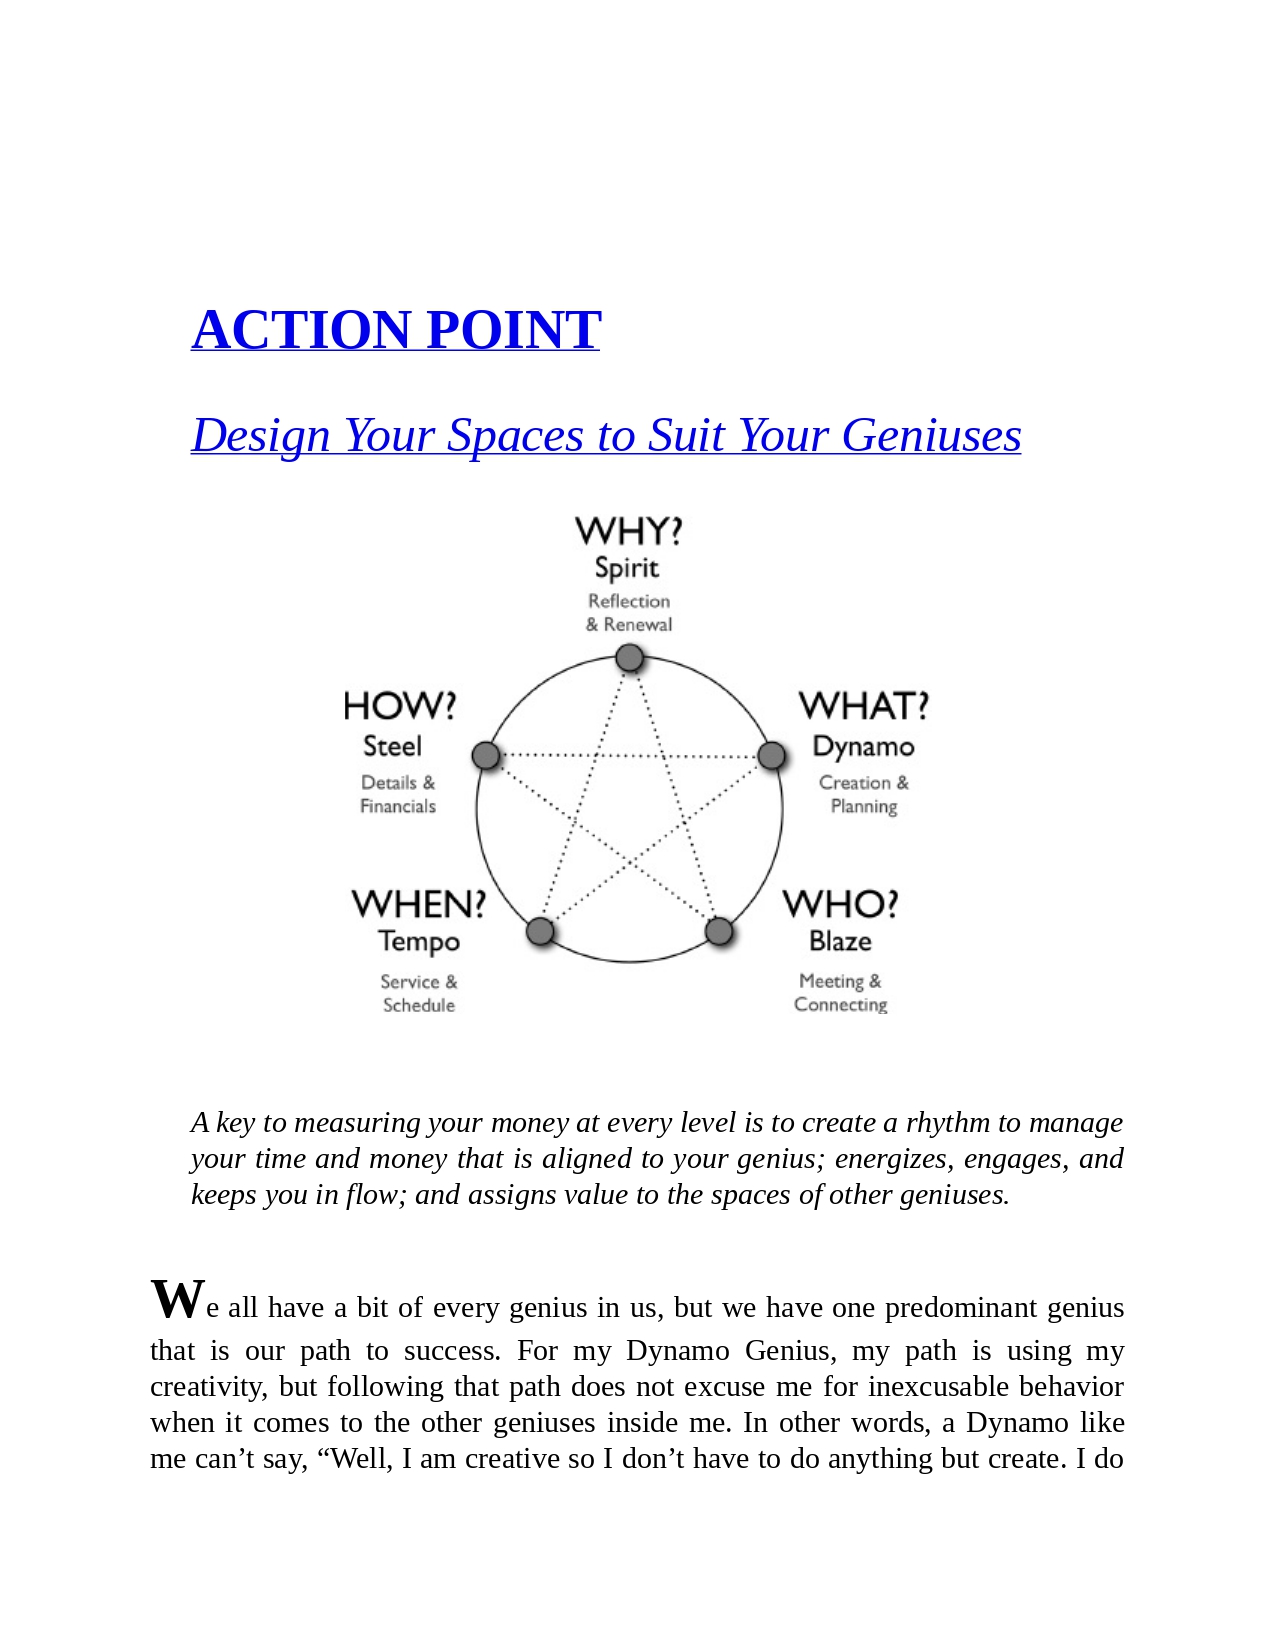 ACTION POINT
Design Your Spaces to Suit Your Geniuses
WHY?
Spirit
Reflection
& Renewal
HOW?
Steel
Details &
Financials
WHAT?
Dynamo
Creation &
Planning
WHEN?
Tempo
Service &
Schedule
WHO?
Blaze
Meeting &
Connecting
A key to measuring your money at every level is to create a rhythm to manage
your time and money that is aligned to your genius; energizes, engages, and
keeps you in flow; and assigns value to the spaces of other geniuses.
We all have a bit of every genius in us, but we have one predominant genius
that is our path to success. For my Dynamo Genius, my path is using my
creativity, but following that path does not excuse me for inexcusable behavior
when it comes to the other geniuses inside me. In other words, a Dynamo like
me can’t say, “Well, I am creative so I don’t have to do anything but create. I do